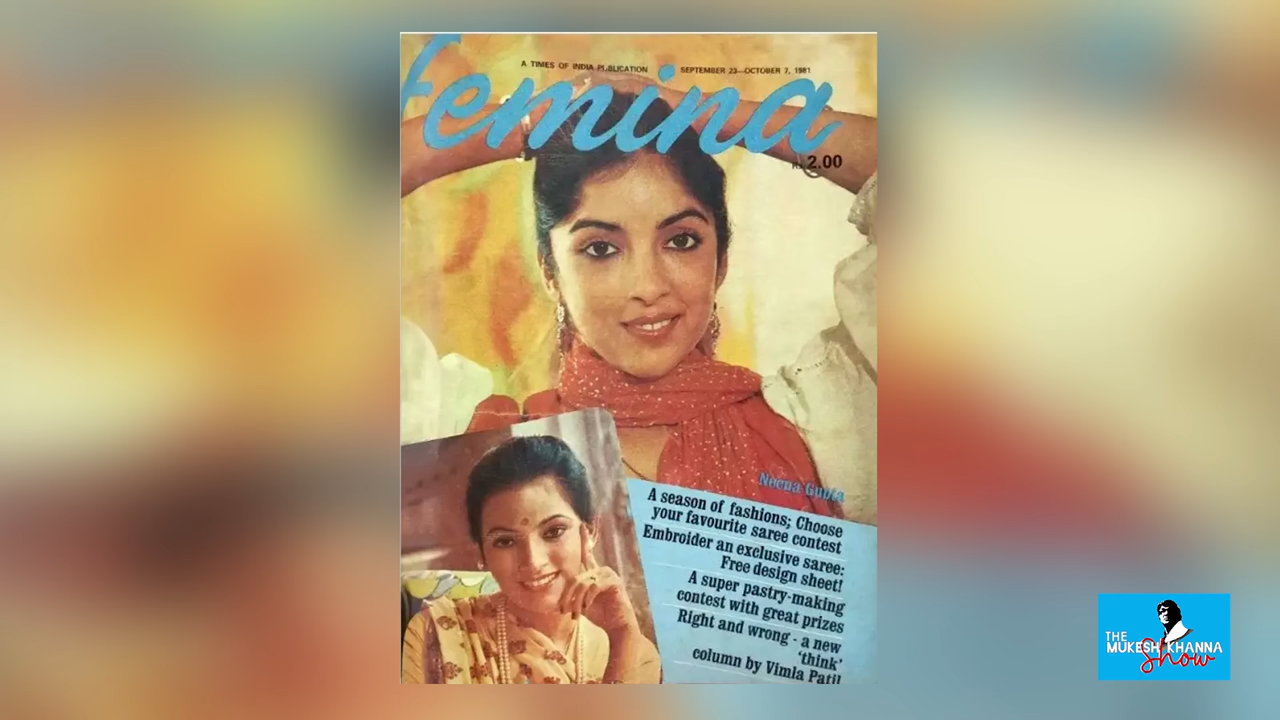 A TIMES OF INDIA PUBLICATION SEPTEMBER 23—OCTOBER 7, 1981
femina
Rs. 2.00
Neena Gupta
A season of fashions; Choose
your favourite saree contest
Embroider an exclusive saree:
Free design sheet!
A super pastry-making
contest with great prizes
Right and wrong - a new
‘think’
column by Vimla Patil
THE
MUKESH KHANNA
Show